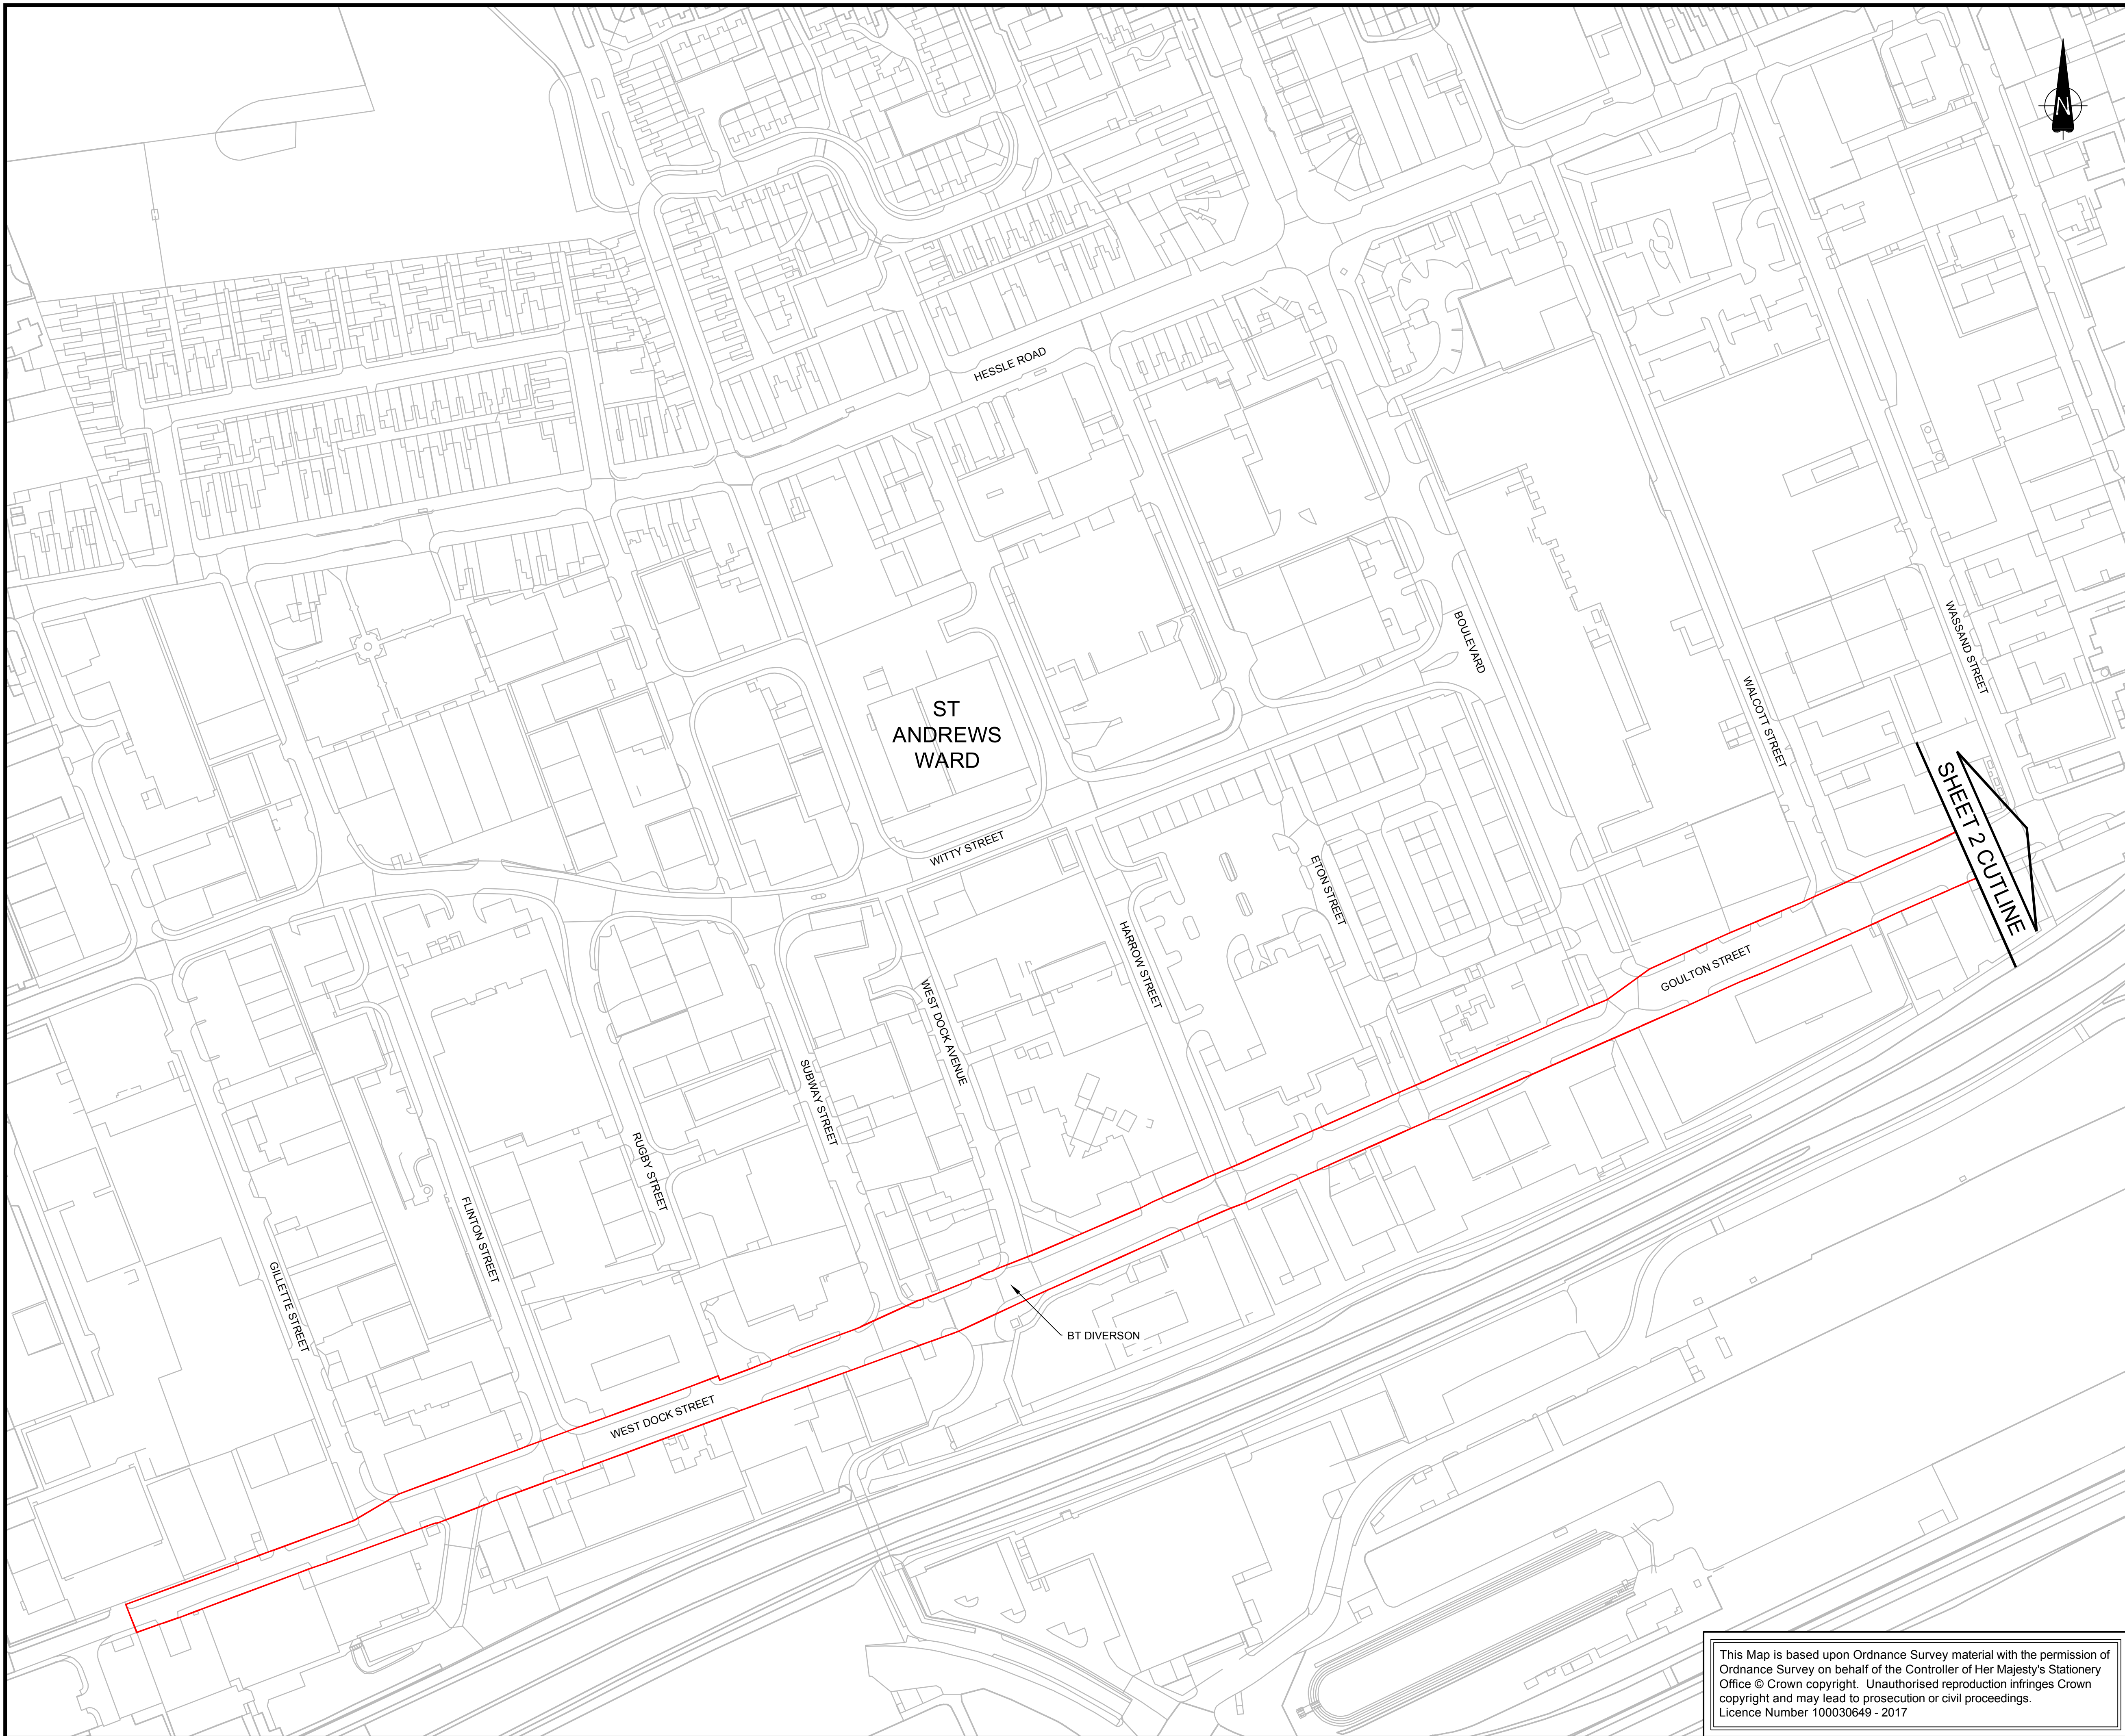 N
HESSLE ROAD
BOULEVARD
WASSAND STREET
WALCOTT STREET
ST
ANDREWS
WARD
SHEET 2 CUTLINE
WITTY STREET
ETON STREET
HARROW STREET
GOULTON STREET
WEST DOCK AVENUE
SUBWAY STREET
RUGBY STREET
FLINTON STREET
GILLETTE STREET
BT DIVERSON
WEST DOCK STREET
This Map is based upon Ordnance Survey material with the permission of
Ordnance Survey on behalf of the Controller of Her Majesty's Stationery
Office © Crown copyright.  Unauthorised reproduction infringes Crown
copyright and may lead to prosecution or civil proceedings.
Licence Number 100030649 - 2017